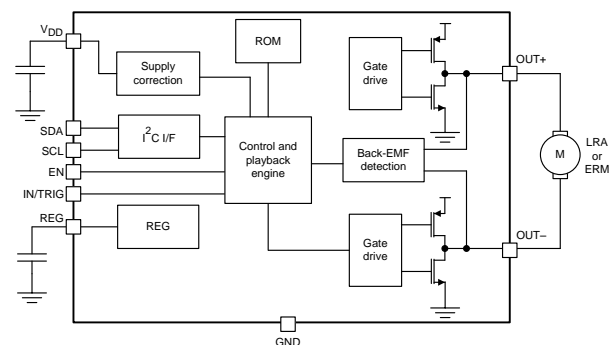 VDD
Supply
correction
ROM
Gate
drive
OUT+
SDA
SCL
I2C I/F
EN
IN/TRIG
Control and
playback
engine
Back-EMF
detection
M
LRA
or
ERM
REG
REG
Gate
drive
OUT–
GND